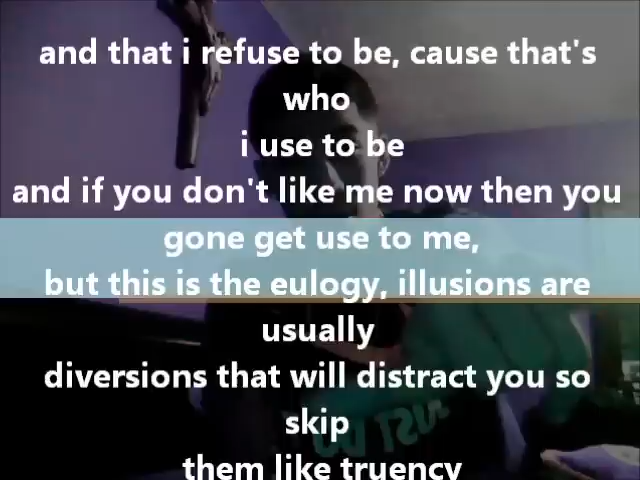 and that i refuse to be, cause that's
who
i use to be
and if you don't like me now then you
gone get use to me,
but this is the eulogy, illusions are
usually
diversions that will distract you so
skip
them like truency